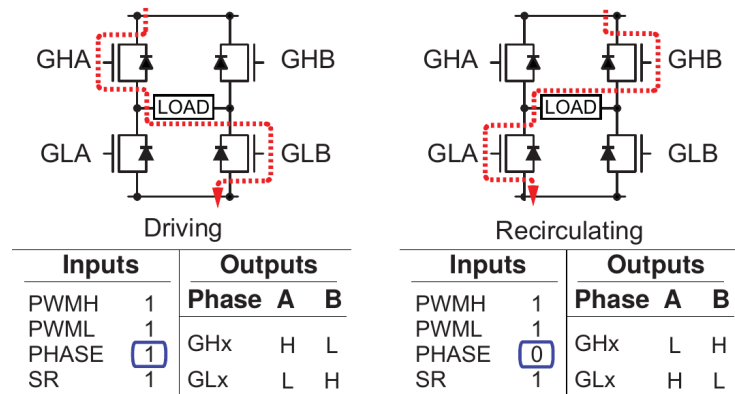 GHA GHB GHA GHB
LOAD LOAD
GLA GLB GLA GLB
Driving Recirculating
Inputs Outputs Inputs Outputs
PWMH 1 Phase A B PWMH 1 Phase A B
PWML 1 PWML 1
PHASE 1 GHx H L PHASE 0 GHx L H
SR 1 GLx L H SR 1 GLx H L